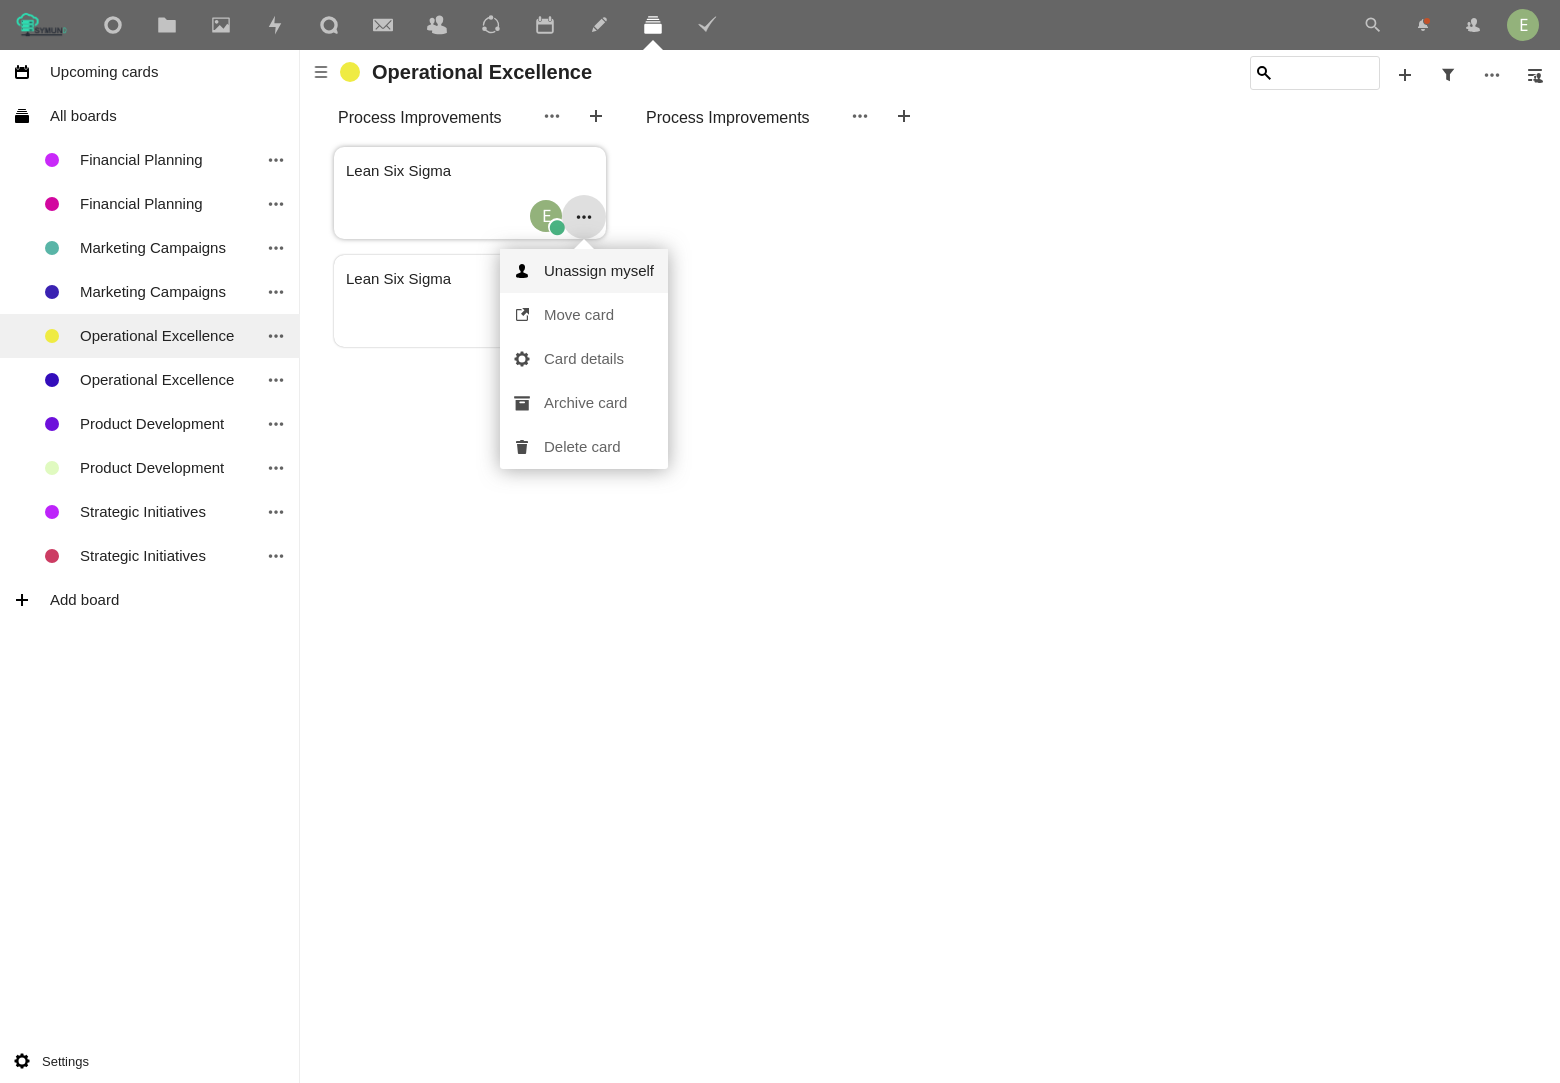 E
Upcoming cards
All boards
Financial Planning
Financial Planning
Marketing Campaigns
Marketing Campaigns
Operational Excellence
Operational Excellence
Product Development
Product Development
Strategic Initiatives
Strategic Initiatives
Add board
Settings
Operational Excellence
Process Improvements
Process Improvements
Lean Six Sigma
E
Lean Six Sigma
Unassign myself
Move card
Card details
Archive card
Delete card